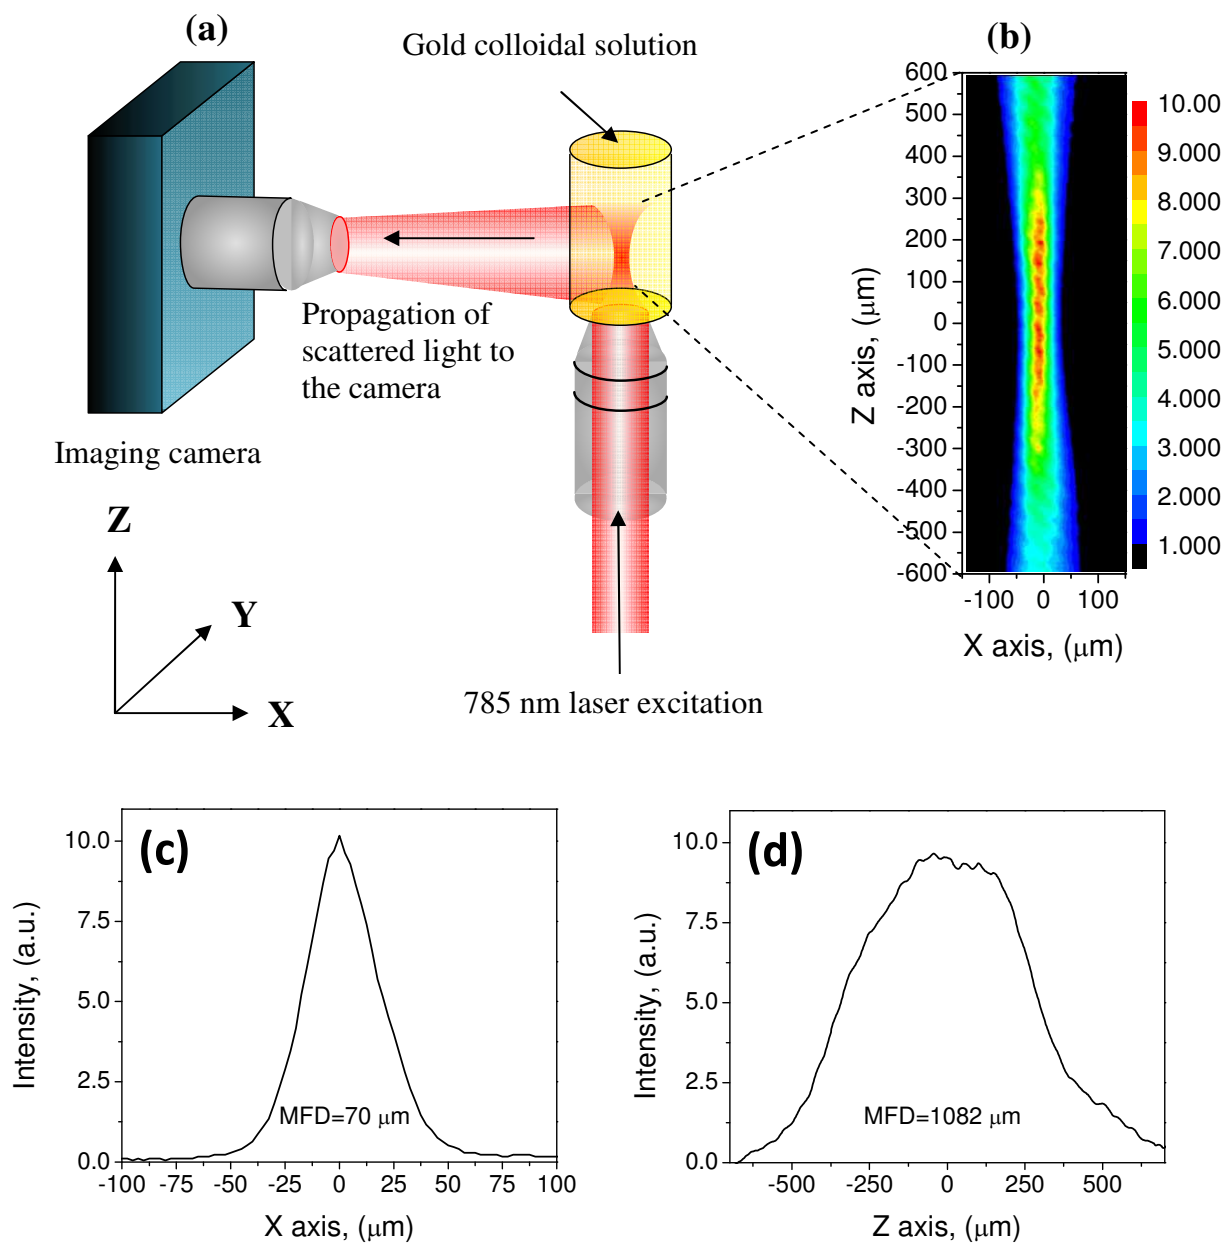 (a)
Gold colloidal solution
(b)
Propagation of
scattered light to
the camera
Imaging camera
Z
Y
X
785 nm laser excitation
600
500
400
300
200
100
0
-100
-200
-300
-400
-500
-600
Z axis, (μm)
-100 0 100
X axis, (μm)
10.00
9.000
8.000
7.000
6.000
5.000
4.000
3.000
2.000
1.000
(c)
10.0
7.5
5.0
2.5
0.0
Intensity, (a.u.)
MFD=70 μm
-100 -75 -50 -25 0 25 50 75 100
X axis, (μm)
(d)
10.0
7.5
5.0
2.5
0.0
Intensity, (a.u.)
MFD=1082 μm
-500 -250 0 250 500
Z axis, (μm)